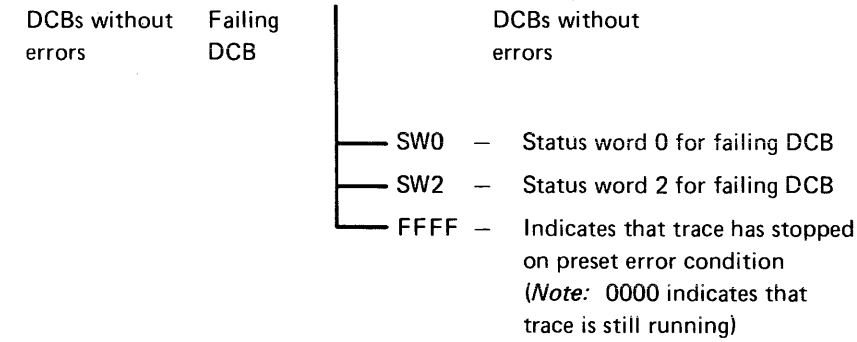 DCBs without Failing DCBs without
errors DCB errors
SW0 – Status word 0 for failing DCB
SW2 – Status word 2 for failing DCB
FFFF – Indicates that trace has stopped
on preset error condition
(Note: 0000 indicates that
trace is still running)